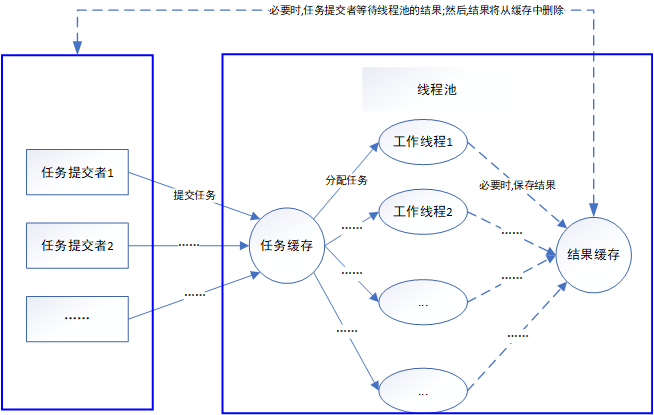 必要时,任务提交者等待线程池的结果;然后,结果将从缓存中删除
线程池
任务提交者1
提交任务
分配任务
工作线程1
必要时,保存结果
任务提交者2
……
任务缓存
……
工作线程2
……
结果缓存
……
……
……
...
……
……
……
...